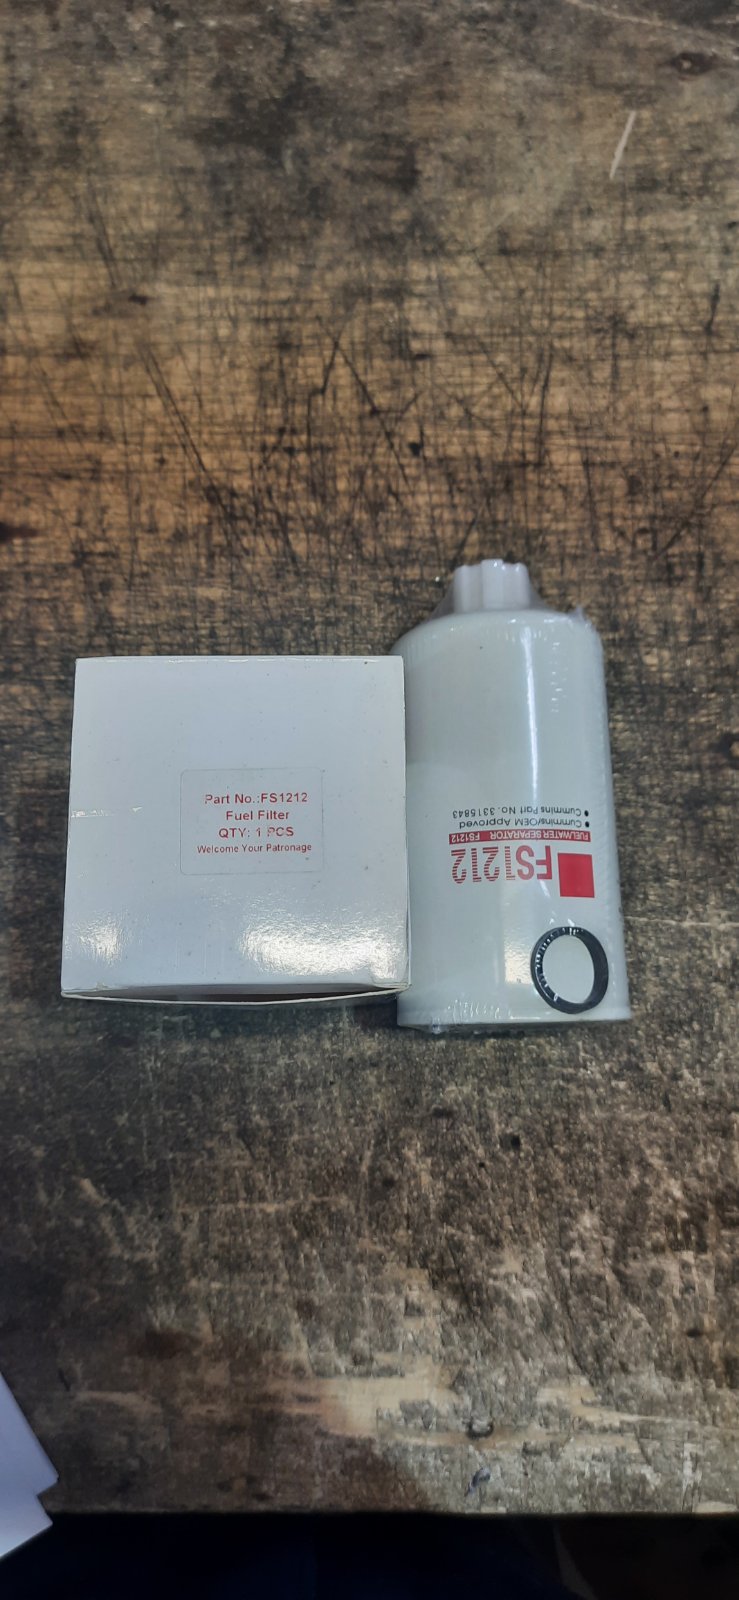 Part No.:FS1212
Fuel Filter
QTY: 1 PCS
Welcome Your Patronage
FS1212
FUEL/WATER SEPARATOR FS1212
• Cummins/OEM Approved
• Cummins Part No. 3315843